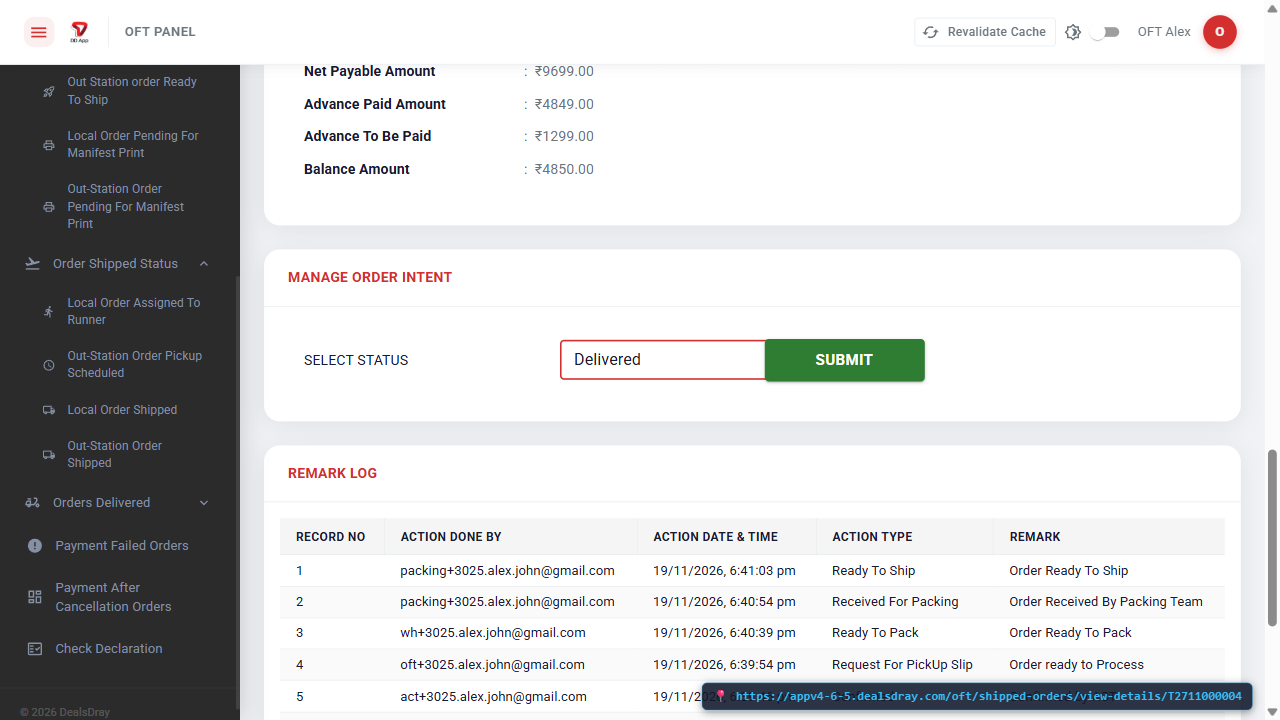 DD App
OFT PANEL
Revalidate Cache
OFT Alex
O
Out Station order Ready
To Ship
Local Order Pending For
Manifest Print
Out-Station Order
Pending For Manifest
Print
Order Shipped Status
Local Order Assigned To
Runner
Out-Station Order Pickup
Scheduled
Local Order Shipped
Out-Station Order
Shipped
Orders Delivered
Payment Failed Orders
Payment After
Cancellation Orders
Check Declaration
© 2026 DealsDray
Net Payable Amount : ₹9699.00
Advance Paid Amount : ₹4849.00
Advance To Be Paid : ₹1299.00
Balance Amount : ₹4850.00
MANAGE ORDER INTENT
SELECT STATUS Delivered SUBMIT
REMARK LOG
RECORD NO ACTION DONE BY ACTION DATE & TIME ACTION TYPE REMARK
1 packing+3025.alex.john@gmail.com 19/11/2026, 6:41:03 pm Ready To Ship Order Ready To Ship
2 packing+3025.alex.john@gmail.com 19/11/2026, 6:40:54 pm Received For Packing Order Received By Packing Team
3 wh+3025.alex.john@gmail.com 19/11/2026, 6:40:39 pm Ready To Pack Order Ready To Pack
4 oft+3025.alex.john@gmail.com 19/11/2026, 6:39:54 pm Request For PickUp Slip Order ready to Process
5 act+3025.alex.john@gmail.com 19/11/2
https://appv4-6-5.dealsdray.com/oft/shipped-orders/view-details/T2711000004